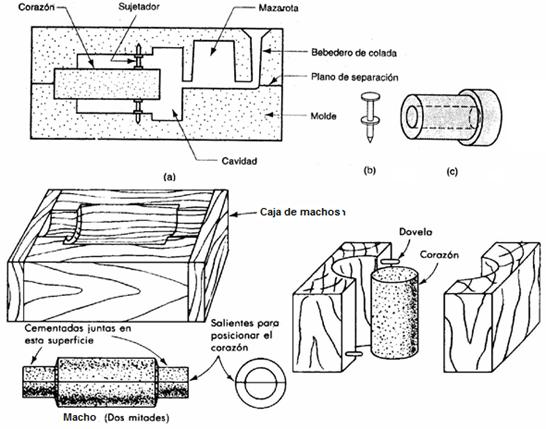 Corazón
Sujetador
Mazarota
Bebedero de colada
Plano de separación
Molde
Cavidad
(a)
(b)
(c)
Caja de machos
Dovela
Corazón
Cementadas juntas en
esta superficie
Salientes para
posicionar el
corazón
Macho (Dos mitades)